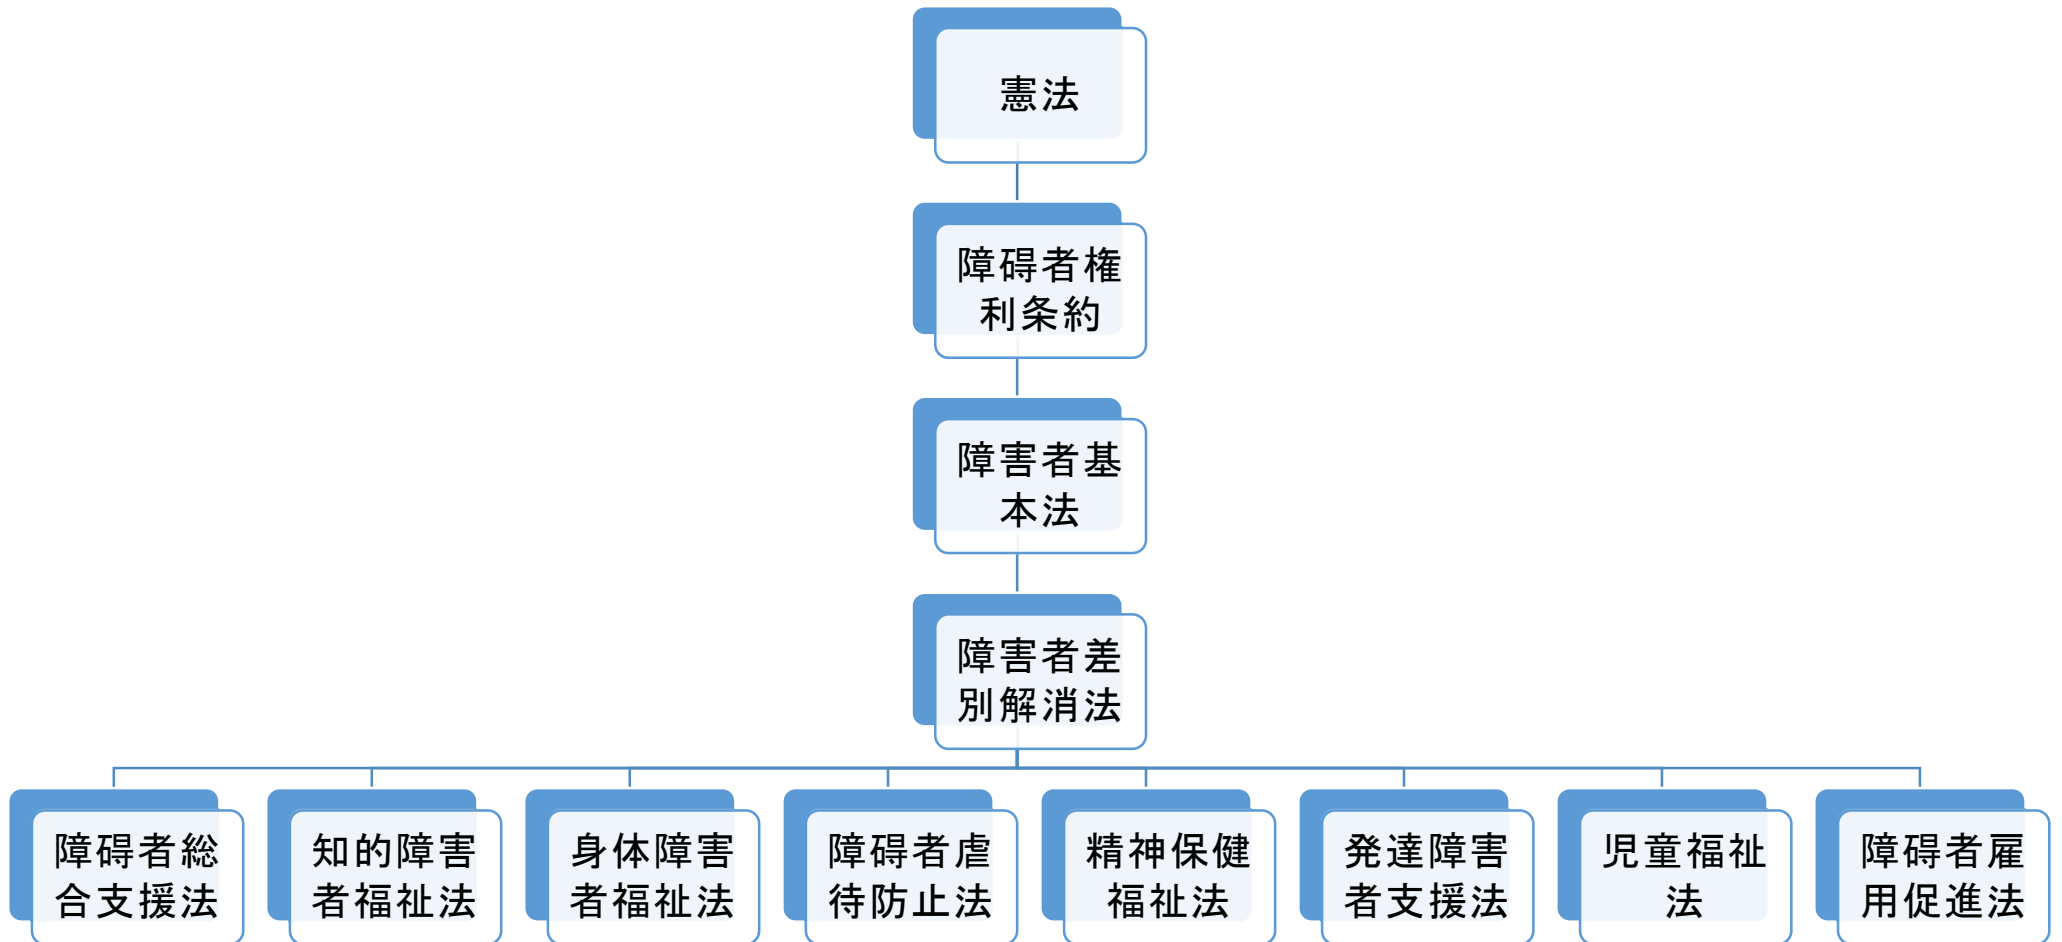 憲法
障碍者権
利条約
障害者基
本法
障害者差
別解消法
障碍者総
合支援法
知的障害
者福祉法
身体障害
者福祉法
障碍者虐
待防止法
精神保健
福祉法
発達障害
者支援法
児童福祉
法
障碍者雇
用促進法